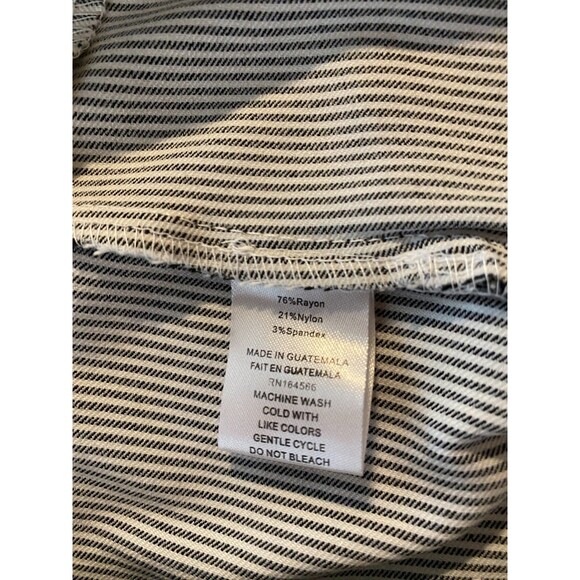 76%Rayon
21%Nylon
3%Spandex
MADE IN GUATEMALA
FAIT EN GUATEMALA
RN164566
MACHINE WASH
COLD WITH
LIKE COLORS
GENTLE CYCLE
DO NOT BLEACH